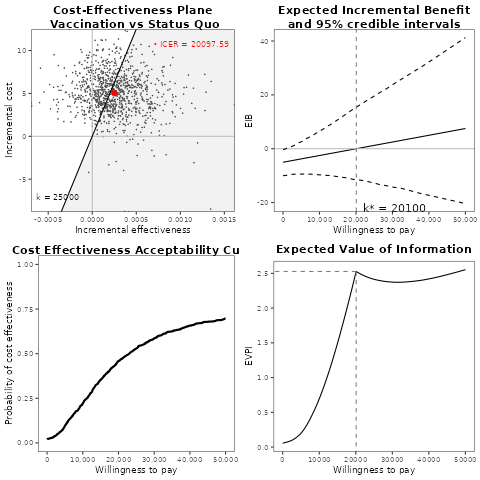 Cost-Effectiveness Plane
Vaccination vs Status Quo
Incremental cost
10
5
0
-5
• ICER = 20097.59
k = 25000
-0.0005
0.0000
0.0005
0.0010
0.0015
Incremental effectiveness
Expected Incremental Benefit
and 95% credible intervals
EIB
40
20
0
-20
k* = 20100
0
10,000
20,000
30,000
40,000
50,000
Willingness to pay
Cost Effectiveness Acceptability Cu
Probability of cost effectiveness
1.00
0.75
0.50
0.25
0.00
0
10,000
20,000
30,000
40,000
50,000
Willingness to pay
Expected Value of Information
EVPI
2.5
2.0
1.5
1.0
0.5
0.0
0
10000
20000
30000
40000
50000
Willingness to pay